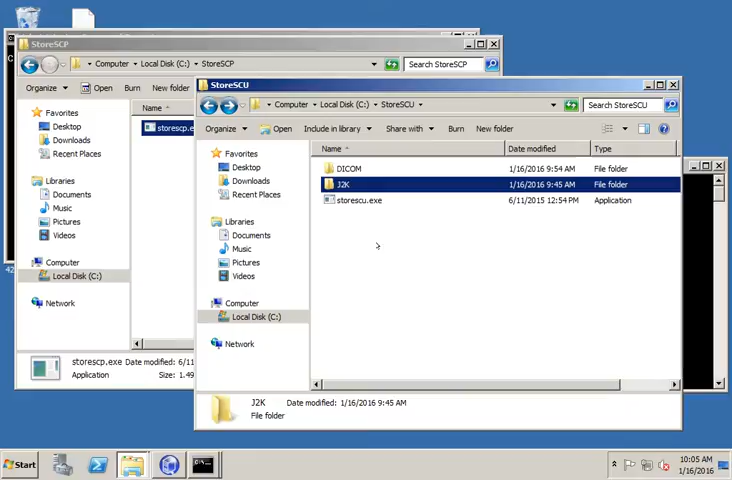 StoreSCP
Computer Local Disk (C:) StoreSCP
Search StoreSCP
Organize Open Burn New folder
Favorites
Desktop
Downloads
Recent Places
Libraries
Documents
Music
Pictures
Videos
Computer
Local Disk (C:)
Network
Name
storescp.e
storescp.exe Date modified: 6/11
Application Size: 1.49
StoreSCU
Computer Local Disk (C:) StoreSCU
Search StoreSCU
Organize Open Include in library Share with Burn New folder
Favorites
Desktop
Downloads
Recent Places
Libraries
Documents
Music
Pictures
Videos
Computer
Local Disk (C:)
Network
Name Date modified Type
DICOM 1/16/2016 9:54 AM File folder
J2K 1/16/2016 9:45 AM File folder
storescu.exe 6/11/2015 12:54 PM Application
J2K Date modified: 1/16/2016 9:45 AM
File folder
42
Start
10:05 AM
1/16/2016